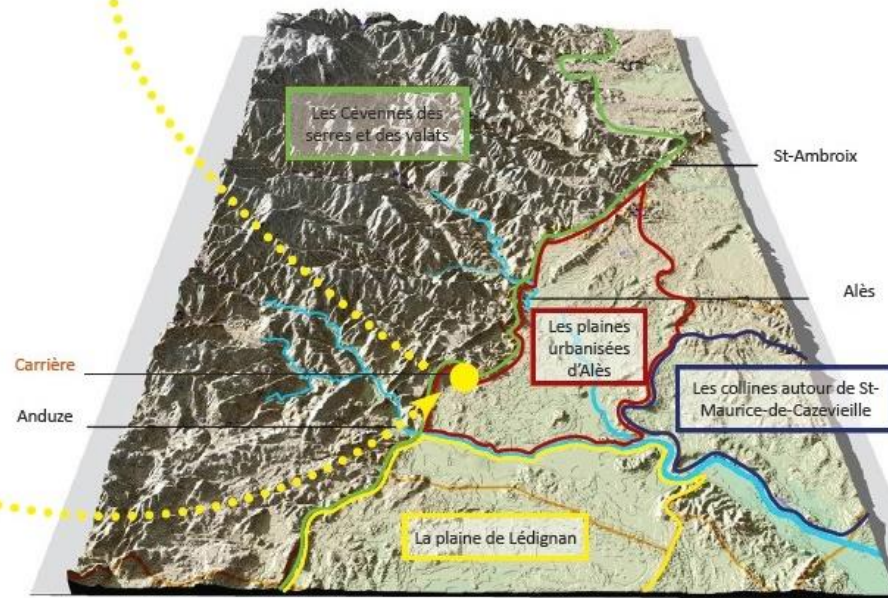 Les Cévennes des
serres et des valats
St-Ambroix
Alès
Les plaines
urbanisées
d'Alès
Carrière
Les collines autour de St-
Maurice-de-Cazevieille
Anduze
La plaine de Lédignan